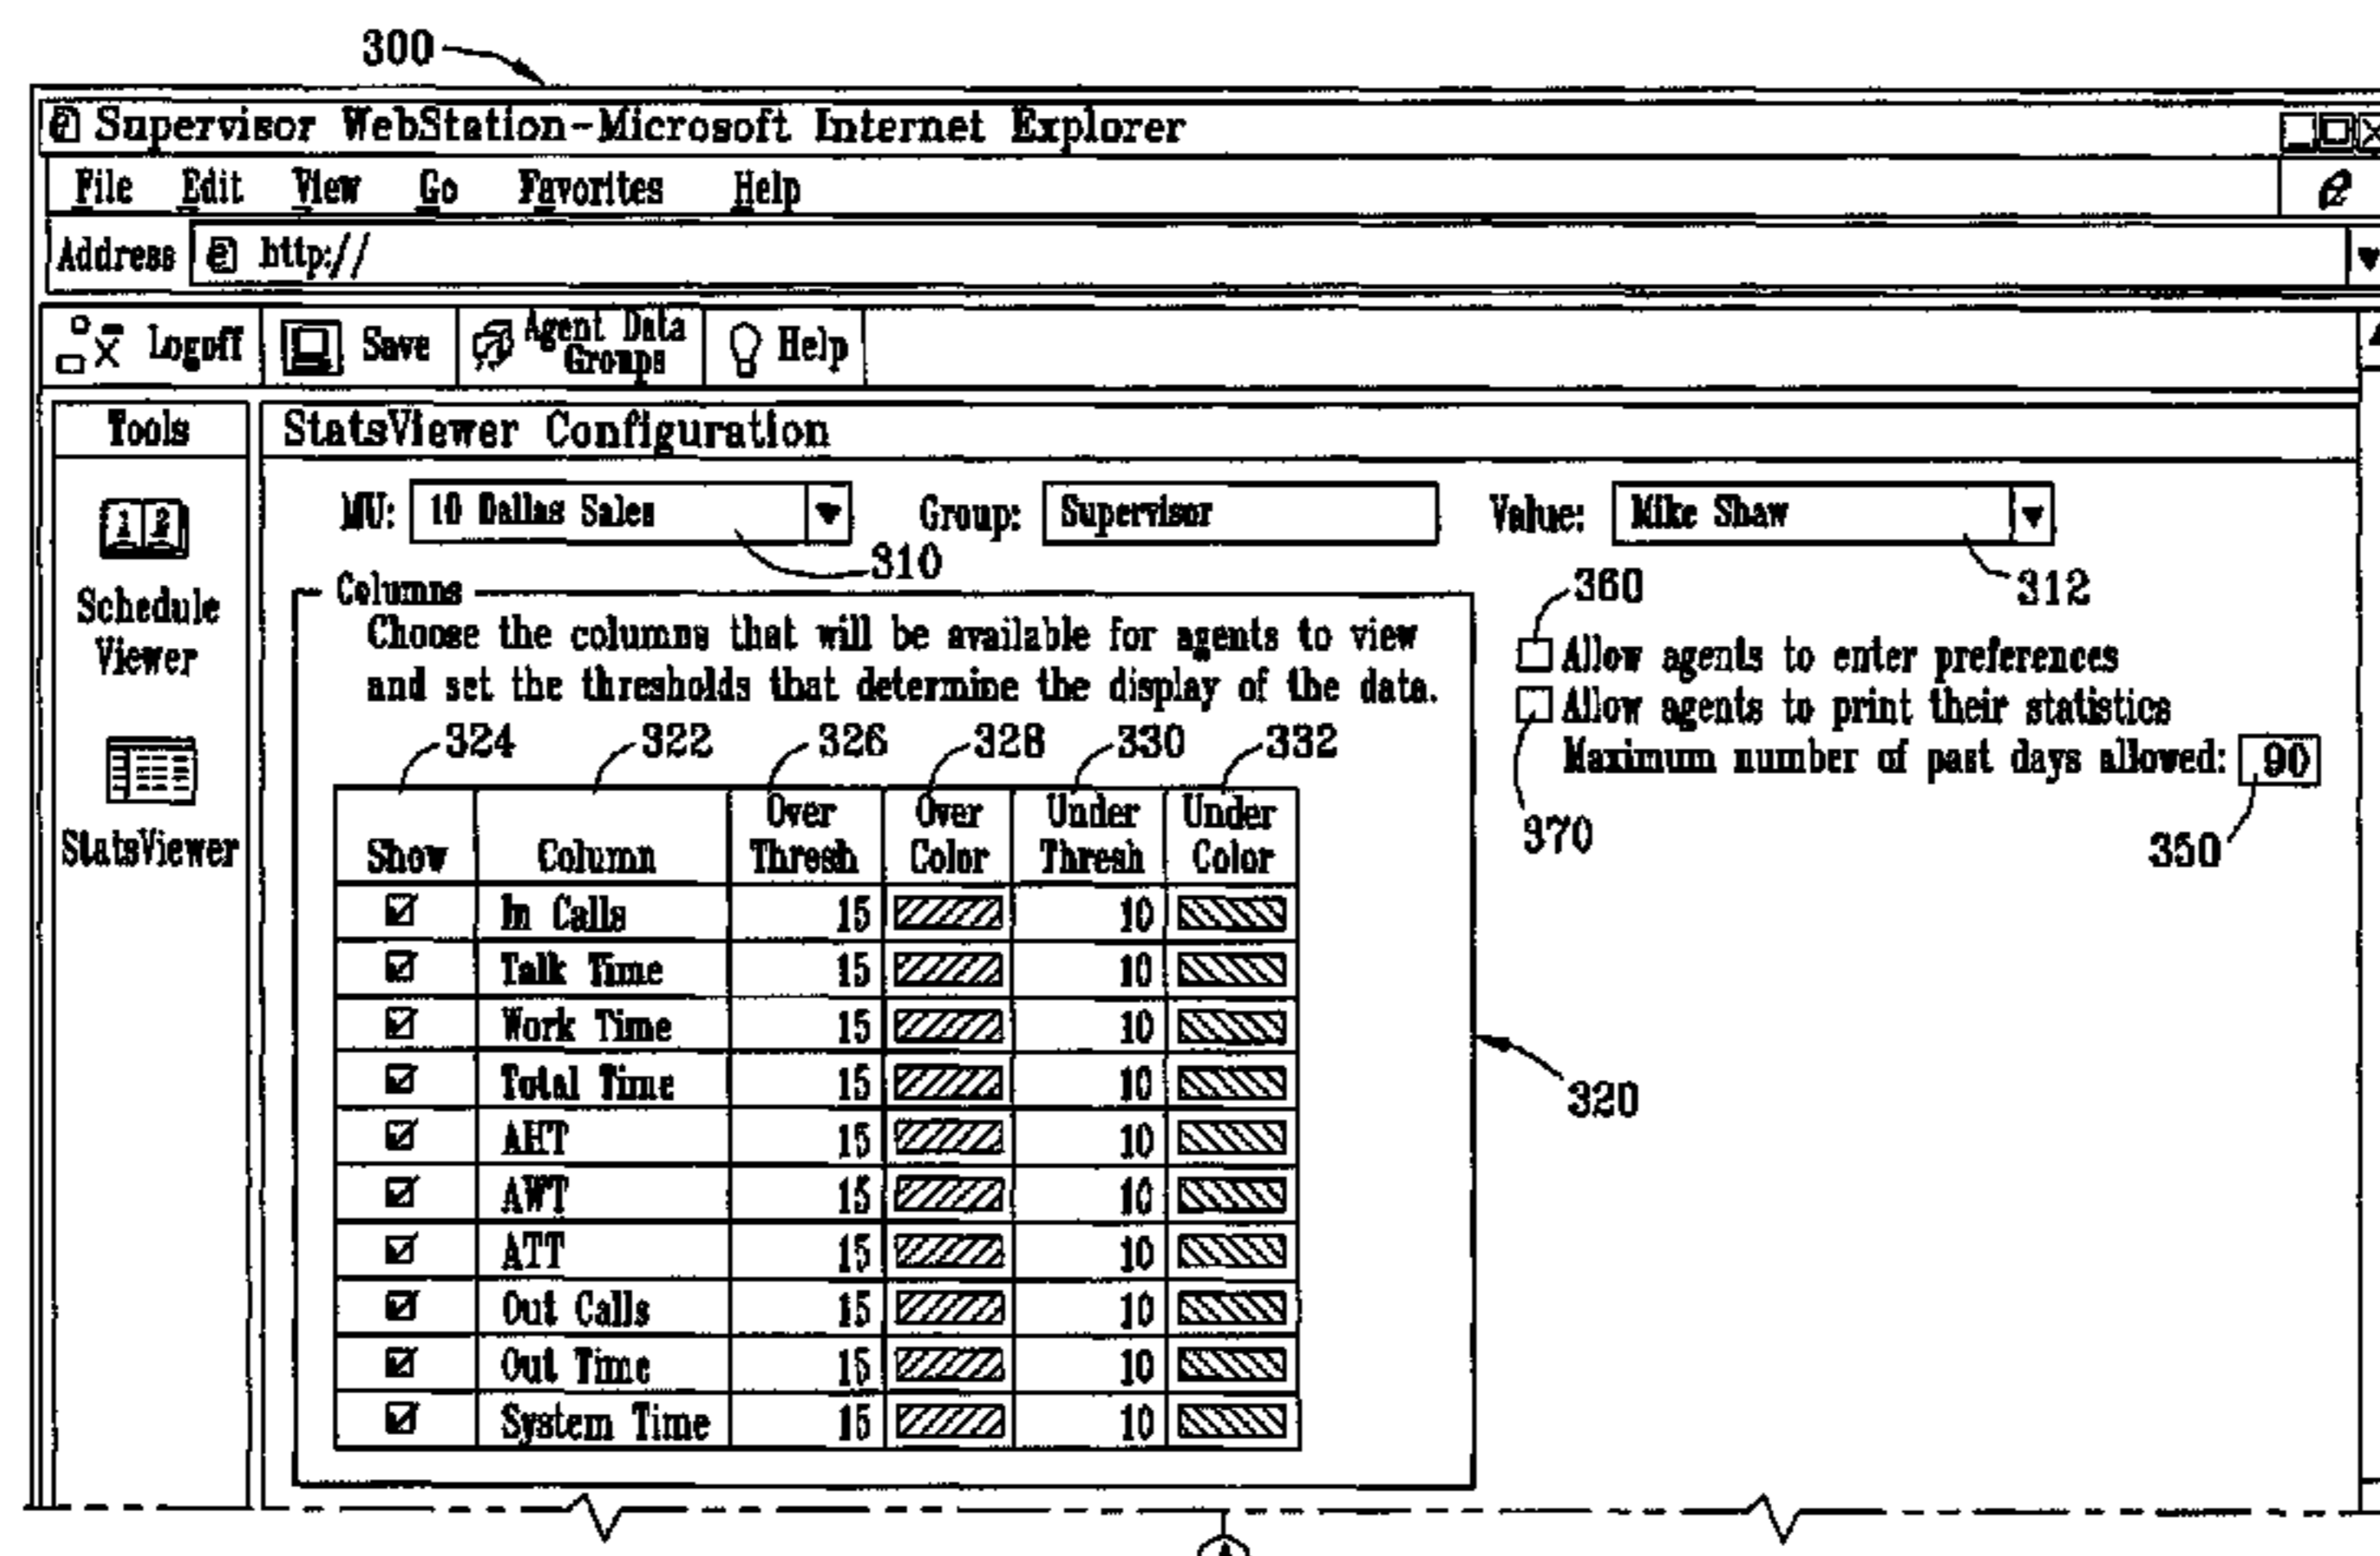 300
Supervisor WebStation-Microsoft Internet Explorer
File Edit View Go Favorites Help
Address http://
Logoff Save Agent Data Groups Help
Tools
StatsViewer Configuration
1 2
Schedule
Viewer
StatsViewer
MU: 10 Dallas Sales Group: Supervisor Value: Mike Shaw
310 312
Columns
Choose the columns that will be available for agents to view
and set the thresholds that determine the display of the data.
360
Allow agents to enter preferences
Allow agents to print their statistics
Maximum number of past days allowed: 90
370 350
324 322 326 328 330 332
Show Column Over Thresh Over Color Under Thresh Under Color
In Calls 15 10
Talk Time 15 10
Work Time 15 10
Total Time 15 10
AHT 15 10
AWT 15 10
ATT 15 10
Out Calls 15 10
Out Time 15 10
System Time 15 10
320